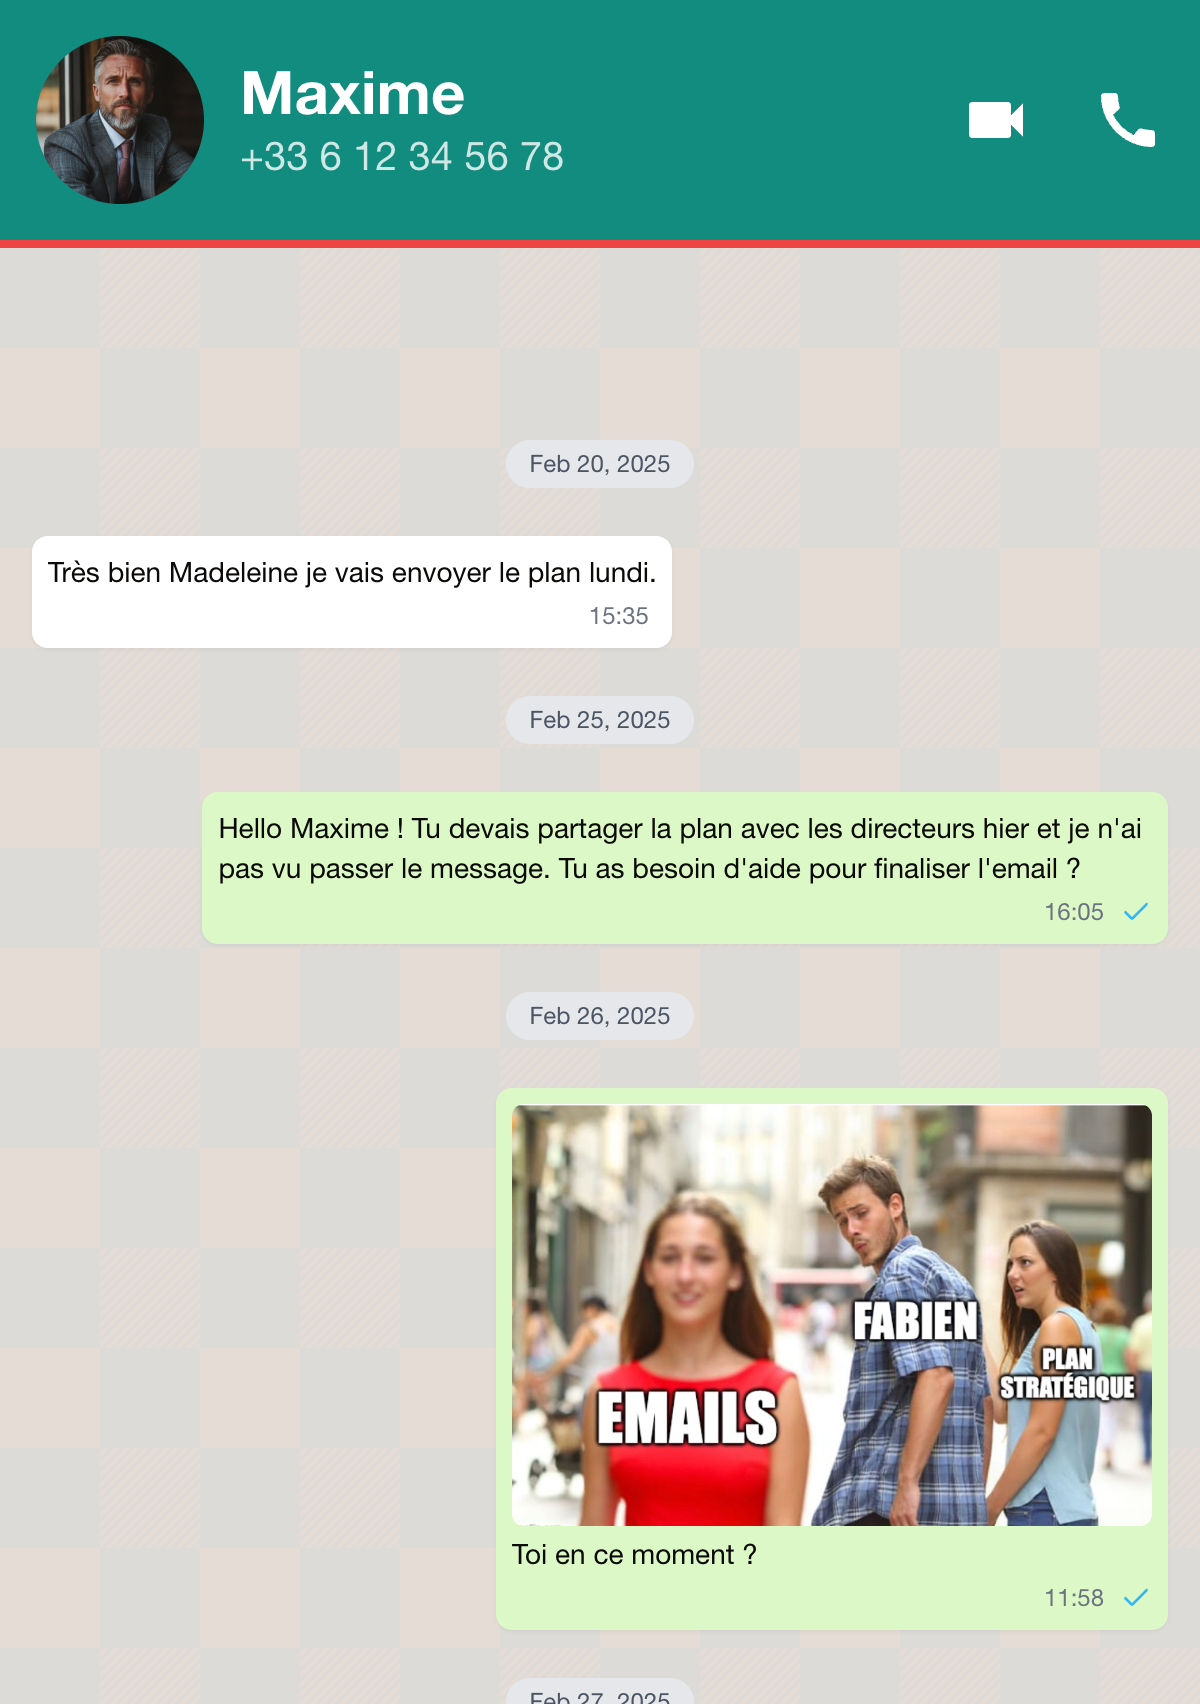 Maxime
+33 6 12 34 56 78
Feb 20, 2025
Très bien Madeleine je vais envoyer le plan lundi.
15:35
Feb 25, 2025
Hello Maxime ! Tu devais partager la plan avec les directeurs hier et je n'ai
pas vu passer le message. Tu as besoin d'aide pour finaliser l'email ?
16:05
Feb 26, 2025
FABIEN
PLAN
STRATÉGIQUE
EMAILS
Toi en ce moment ?
11:58
Feb 27, 2025